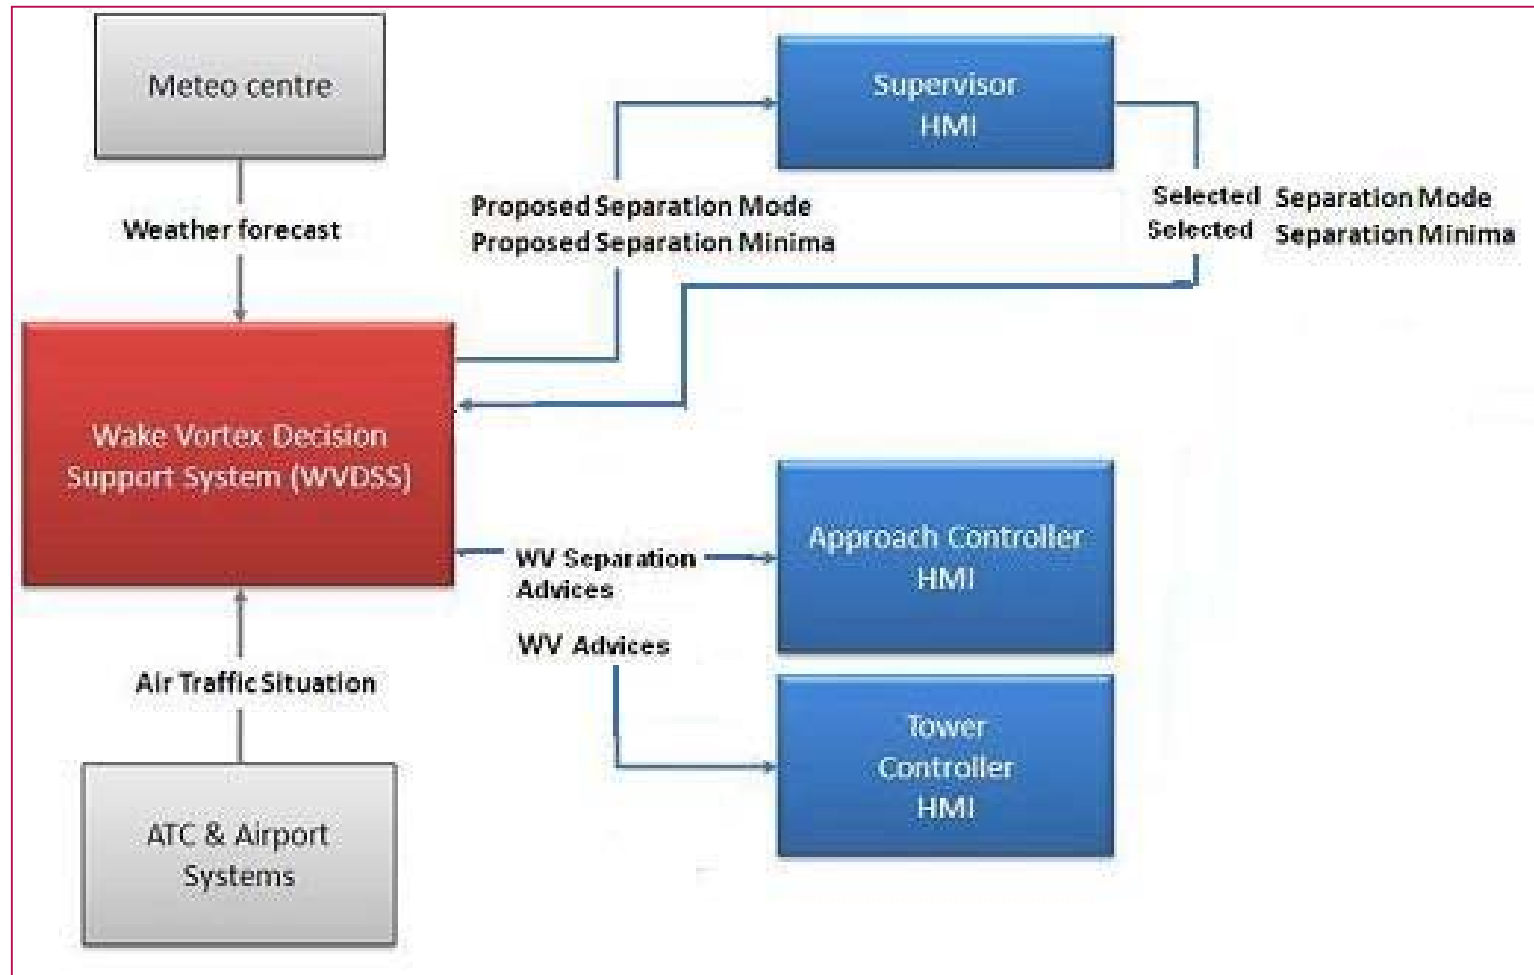 Meteo centre
Weather forecast
Supervisor
HMI
Proposed Separation Mode
Proposed Separation Minima
Selected Separation Mode
Selected Separation Minima
Wake Vortex Decision
Support System (WVDSS)
WV Separation
Advices
WV Advices
Approach Controller
HMI
Tower
Controller
HMI
Air Traffic Situation
ATC & Airport
Systems